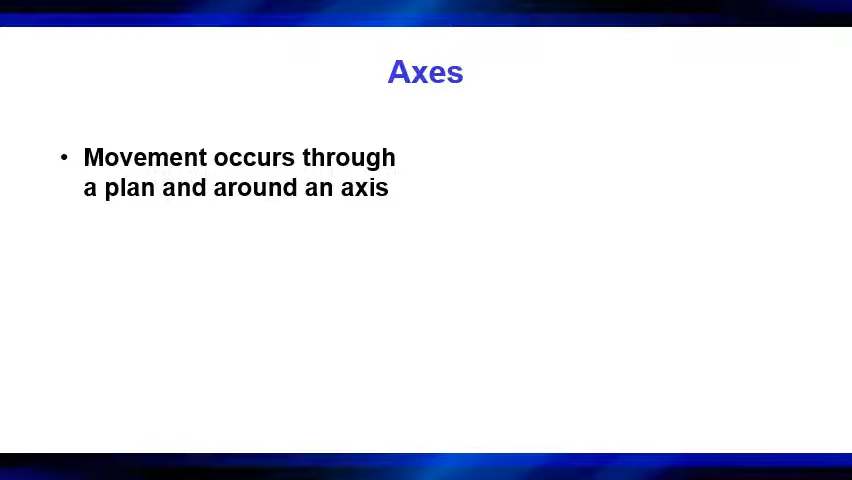 Axes
• Movement occurs through
a plan and around an axis